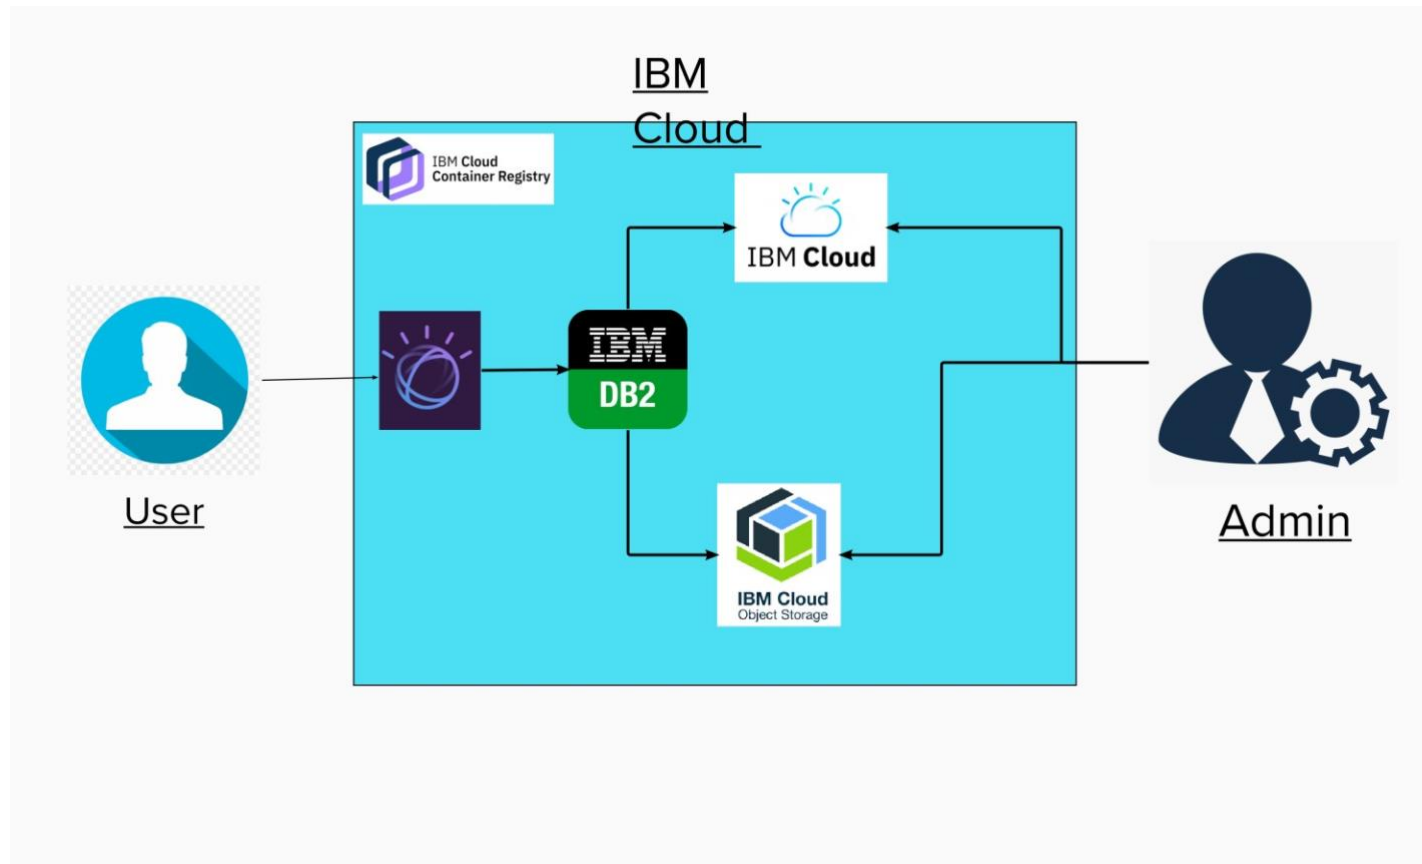 IBM
Cloud
IBM Cloud
Container Registry
IBM Cloud
IBM
DB2
User
Admin
IBM Cloud
Object Storage